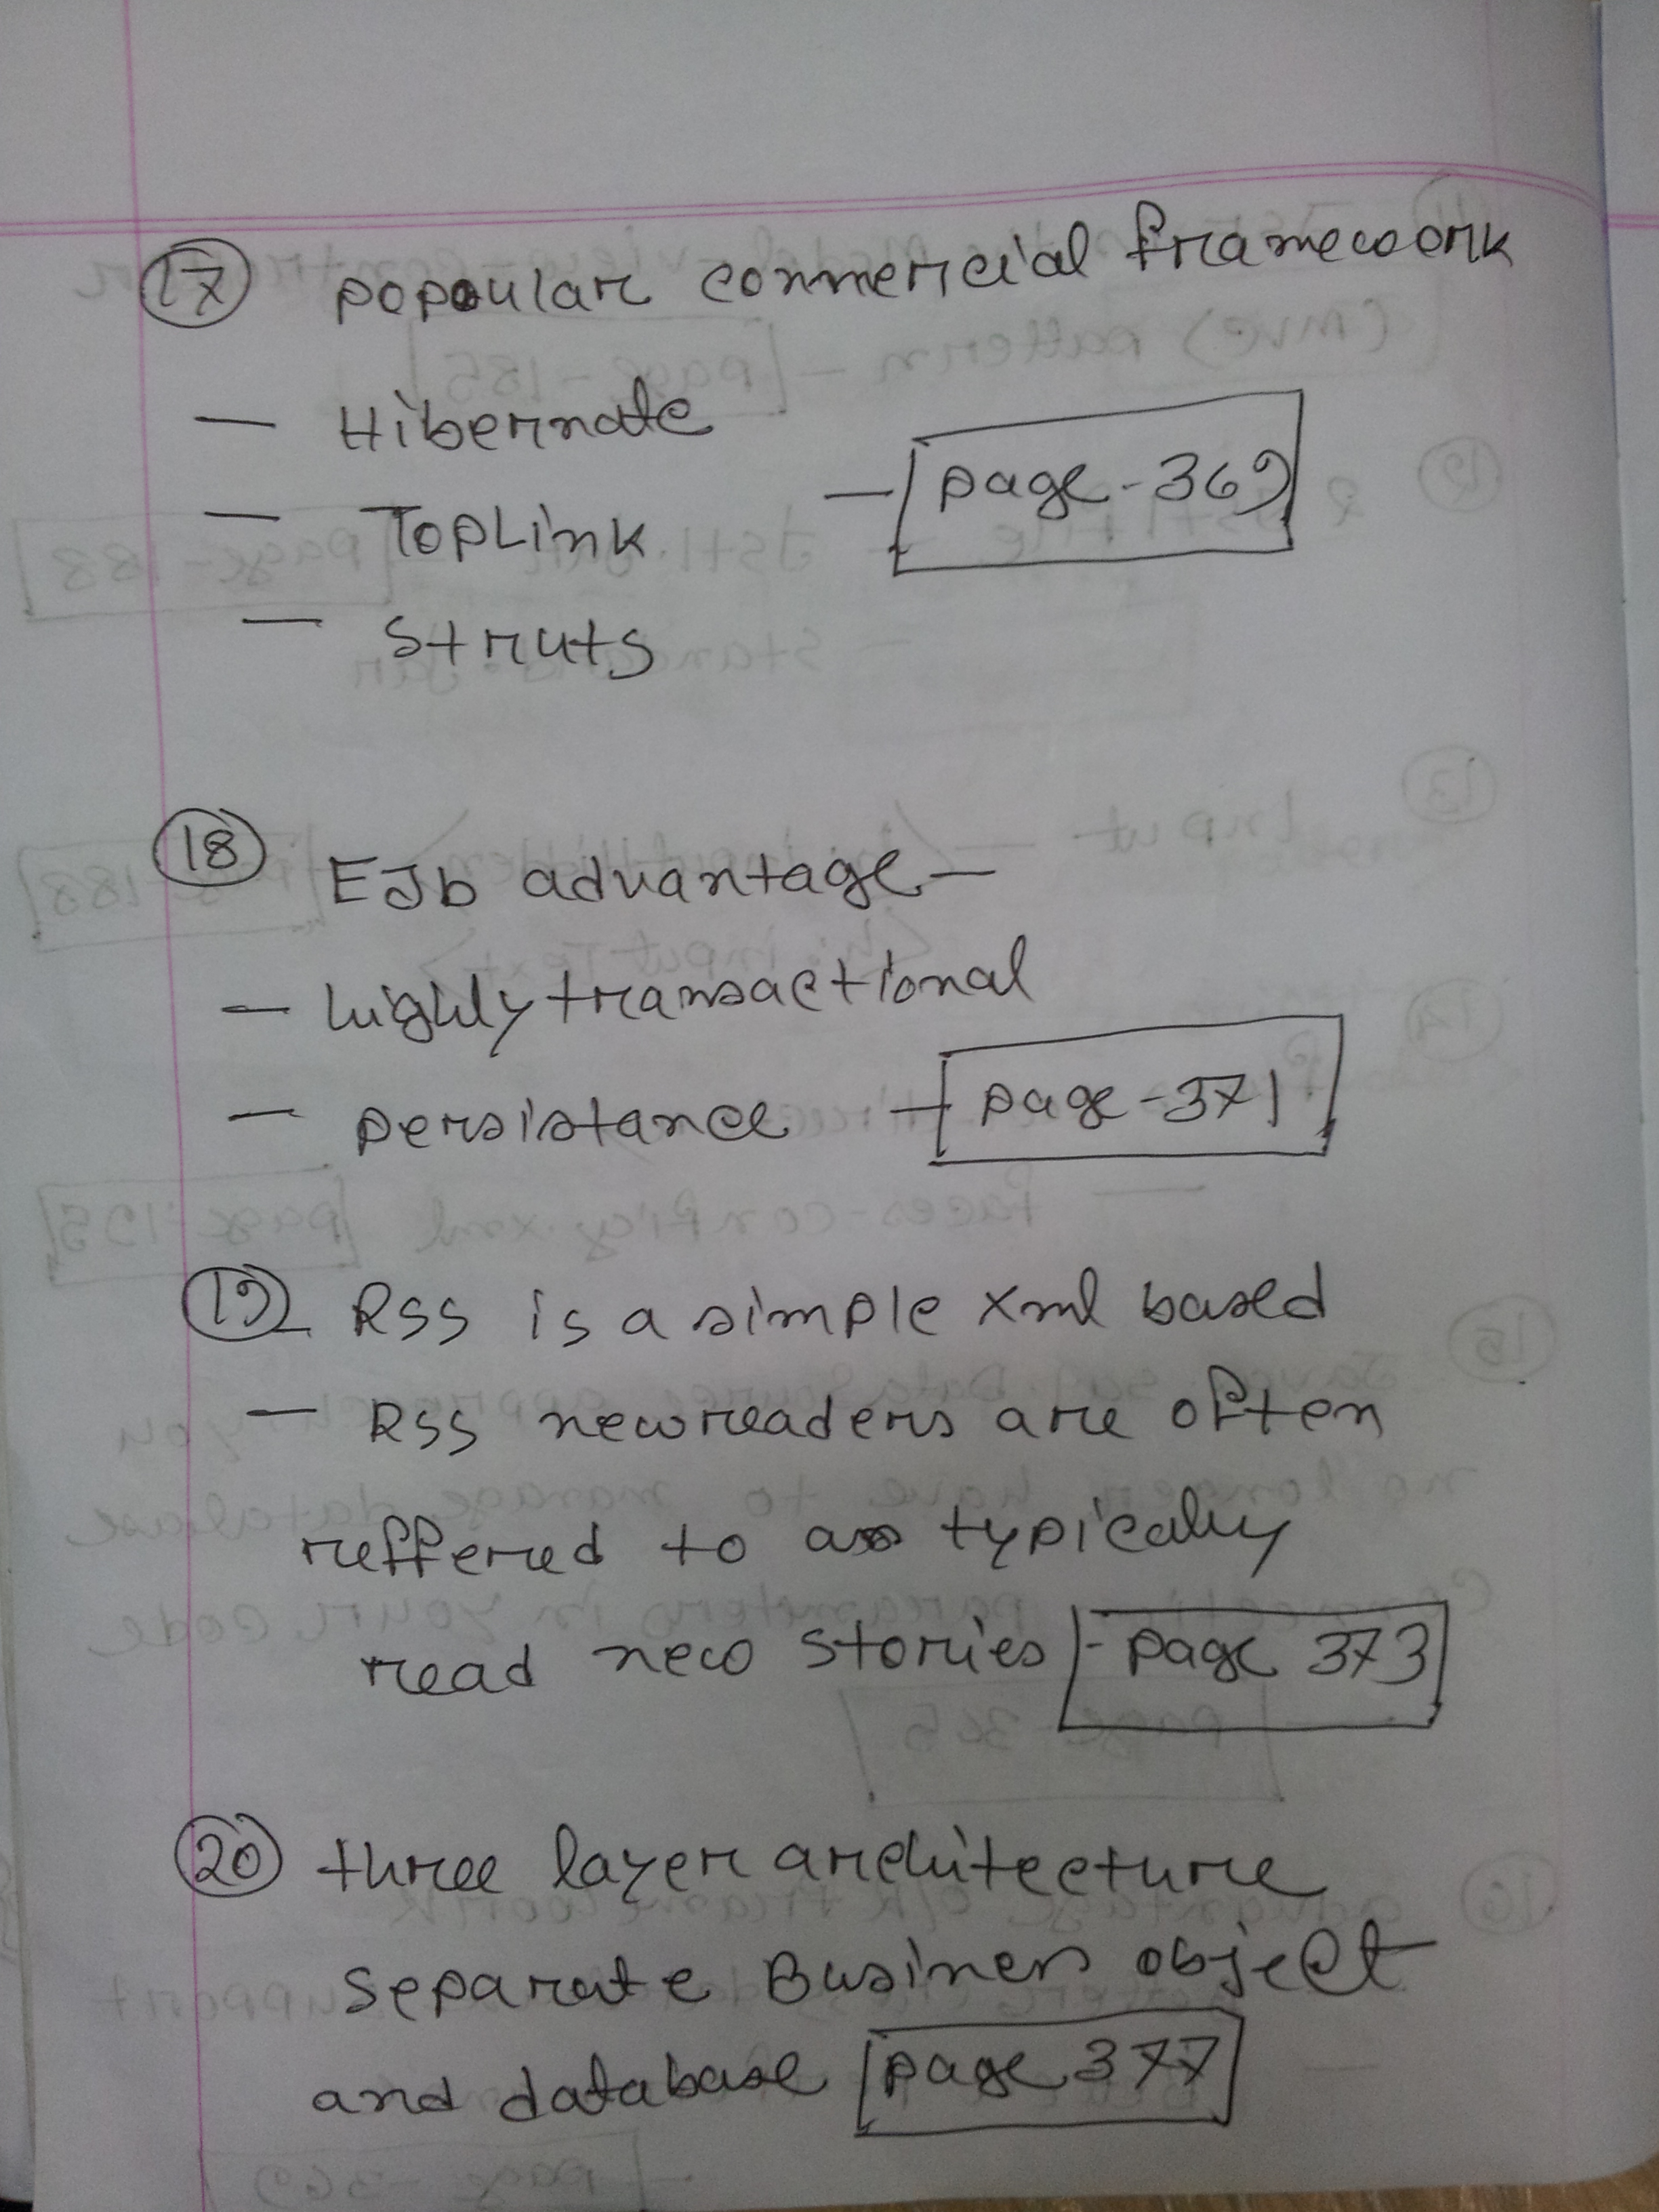 17 popoular commercial framework
— Hibernate
— page - 369
— TopLink
— Struts
18 EJb advantage —
— highly transactional
— persistance — page - 371
19 RSS is a simple xml based
— RSS newreaders are often
reffered to as typically
read new stories - page 373
20 three layer architecture
separate Business object
and database page 377